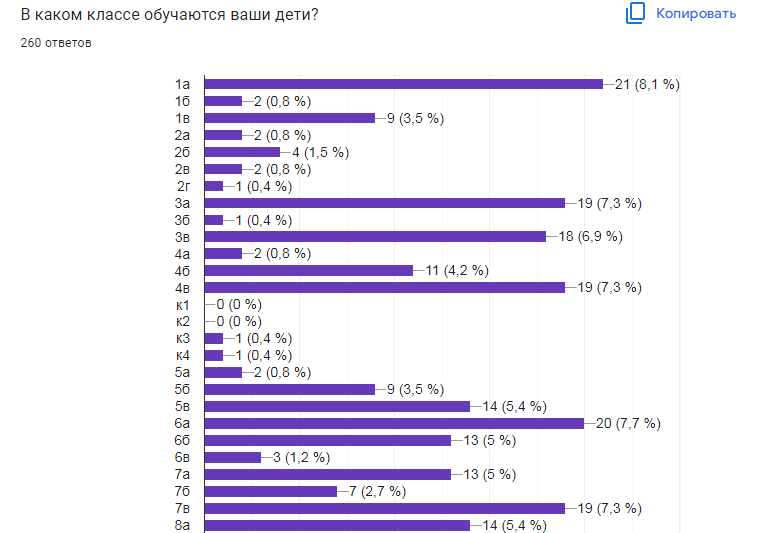 В каком классе обучаются ваши дети?
Копировать
260 ответов
1а 21 (8,1 %)
1б 2 (0,8 %)
1в 9 (3,5 %)
2а 2 (0,8 %)
2б 4 (1,5 %)
2в 2 (0,8 %)
2г 1 (0,4 %)
3а 19 (7,3 %)
3б 1 (0,4 %)
3в 18 (6,9 %)
4а 2 (0,8 %)
4б 11 (4,2 %)
4в 19 (7,3 %)
к1 0 (0 %)
к2 0 (0 %)
к3 1 (0,4 %)
к4 1 (0,4 %)
5а 2 (0,8 %)
5б 9 (3,5 %)
5в 14 (5,4 %)
6а 20 (7,7 %)
6б 13 (5 %)
6в 3 (1,2 %)
7а 13 (5 %)
7б 7 (2,7 %)
7в 19 (7,3 %)
8а 14 (5,4 %)